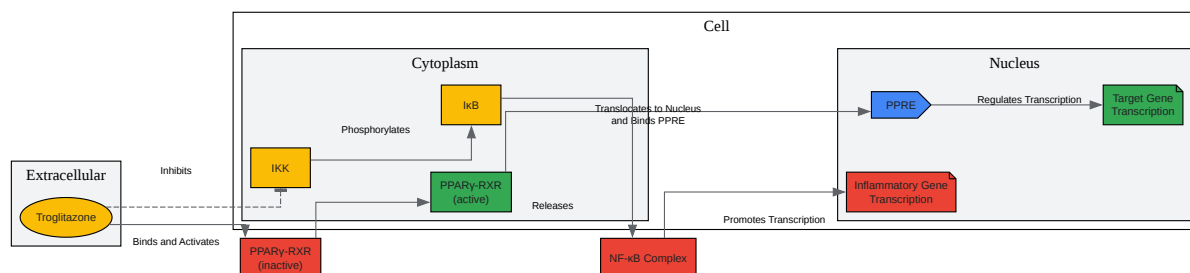 Cell
Cytoplasm
Nucleus
IκB
PPRE
Regulates Transcription
Target Gene
Transcription
Translocates to Nucleus
and Binds PPRE
Phosphorylates
IKK
Extracellular
Inhibits
Troglitazone
PPARγ-RXR
(active)
Releases
Inflammatory Gene
Transcription
Promotes Transcription
Binds and Activates
PPARγ-RXR
(inactive)
NF-κB Complex